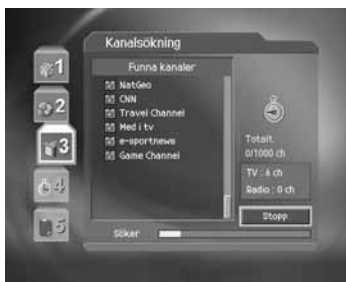 Kanalsökning
Funna kanaler
1
2
3
4
5
NatGeo
CNN
Travel Channel
Med i tv
e-sportnews
Game Channel
Totalt
0/1000 ch
TV : 6 ch
Radio : 0 ch
Stopp
Söker